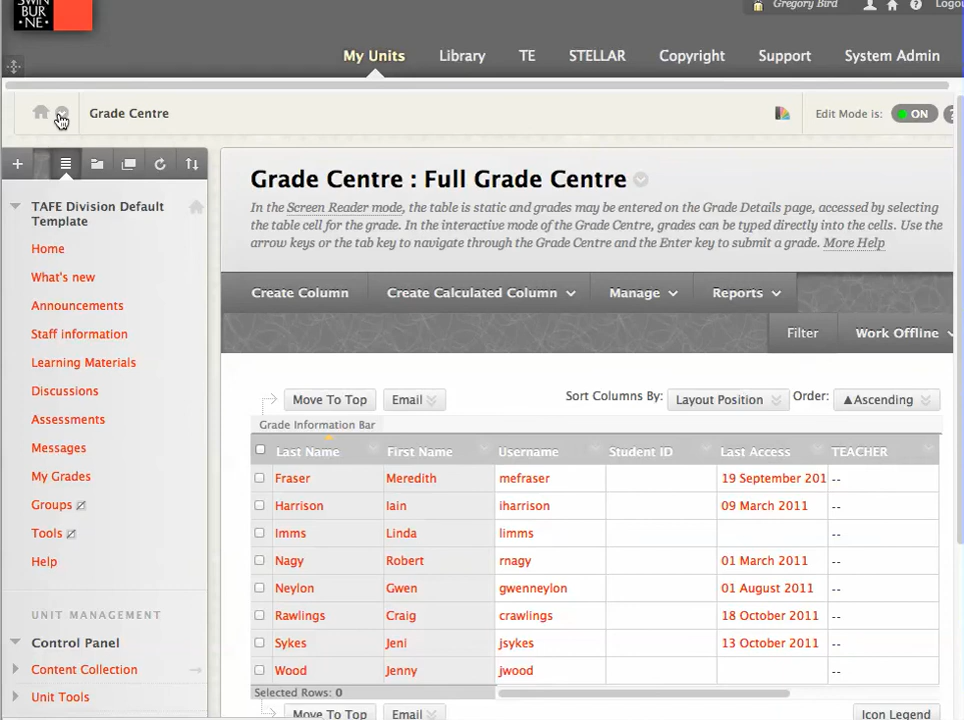 SWIN
BUR
NE
Gregory Bird
Logou
My Units
Library
TE
STELLAR
Copyright
Support
System Admin
Grade Centre
Edit Mode is:
ON
?
TAFE Division Default
Template
Home
What's new
Announcements
Staff information
Learning Materials
Discussions
Assessments
Messages
My Grades
Groups
Tools
Help
UNIT MANAGEMENT
Control Panel
Content Collection
Unit Tools
Grade Centre : Full Grade Centre
In the Screen Reader mode, the table is static and grades may be entered on the Grade Details page, accessed by selecting
the table cell for the grade. In the interactive mode of the Grade Centre, grades can be typed directly into the cells. Use the
arrow keys or the tab key to navigate through the Grade Centre and the Enter key to submit a grade. More Help
Create Column
Create Calculated Column
Manage
Reports
Filter
Work Offline
Move To Top
Email
Sort Columns By:
Layout Position
Order:
▲Ascending
Grade Information Bar
Last Name First Name Username Student ID Last Access TEACHER
Fraser Meredith mefraser 19 September 201 --
Harrison Iain iharrison 09 March 2011 --
Imms Linda limms --
Nagy Robert rnagy 01 March 2011 --
Neylon Gwen gwenneylon 01 August 2011 --
Rawlings Craig crawlings 18 October 2011 --
Sykes Jeni jsykes 13 October 2011 --
Wood Jenny jwood --
Selected Rows: 0
Move To Top
Email
Icon Legend